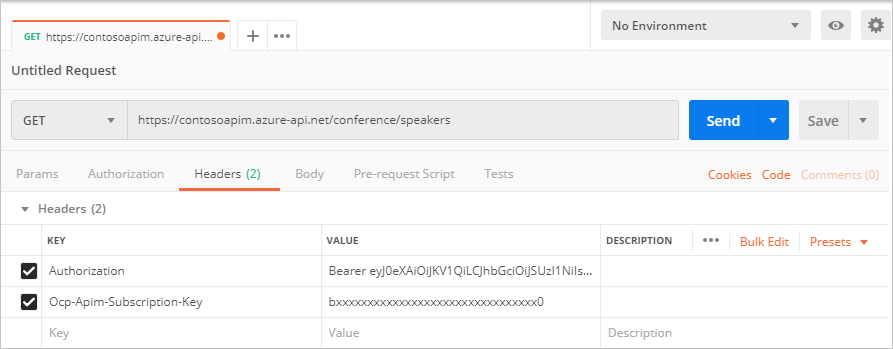 No Environment
GET https://contosoapim.azure-api....
Untitled Request
GET https://contosoapim.azure-api.net/conference/speakers Send Save
Params Authorization Headers (2) Body Pre-request Script Tests Cookies Code Comments (0)
Headers (2)
KEY VALUE DESCRIPTION ••• Bulk Edit Presets
Authorization Bearer eyJ0eXAiOiJKV1QiLCJhbGciOiJSUzI1NiIs...
Ocp-Apim-Subscription-Key bxxxxxxxxxxxxxxxxxxxxxxxxxxxxxxxx0
Key Value Description